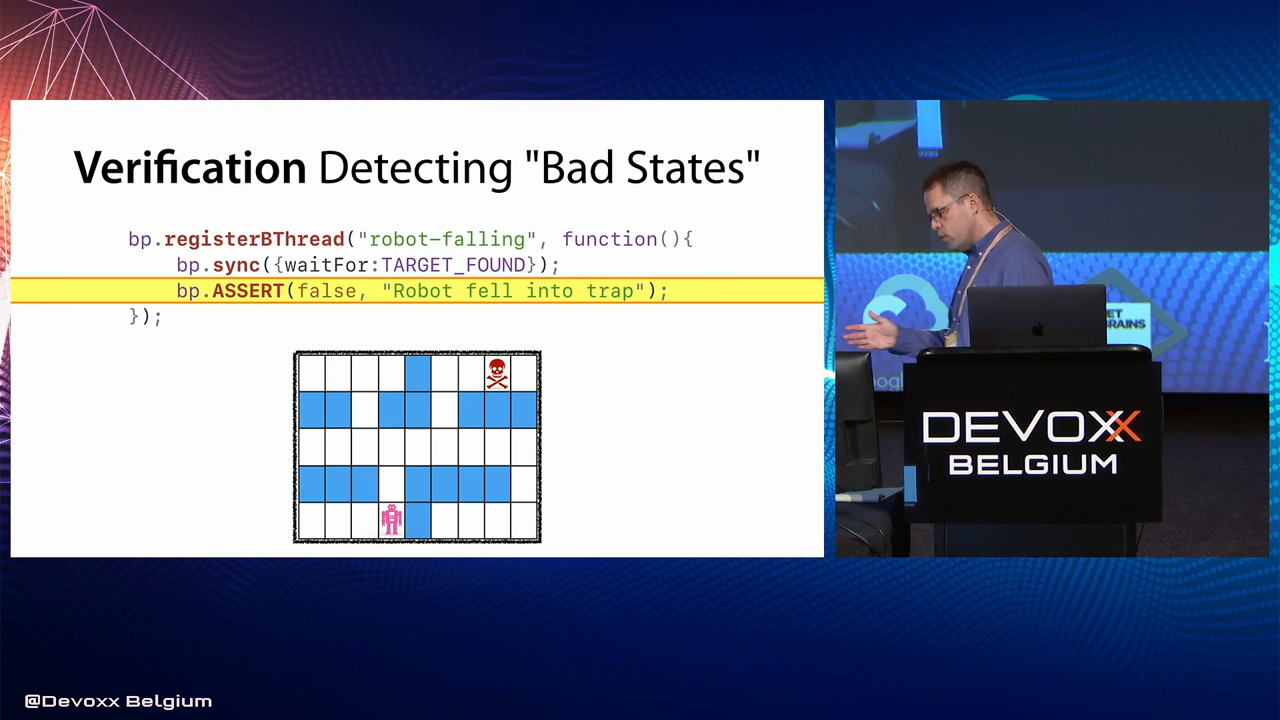 Verification Detecting "Bad States"
bp.registerBThread("robot-falling", function(){
bp.sync({waitFor:TARGET_FOUND});
bp.ASSERT(false, "Robot fell into trap");
});
DEVOXX
BELGIUM
@Devoxx Belgium